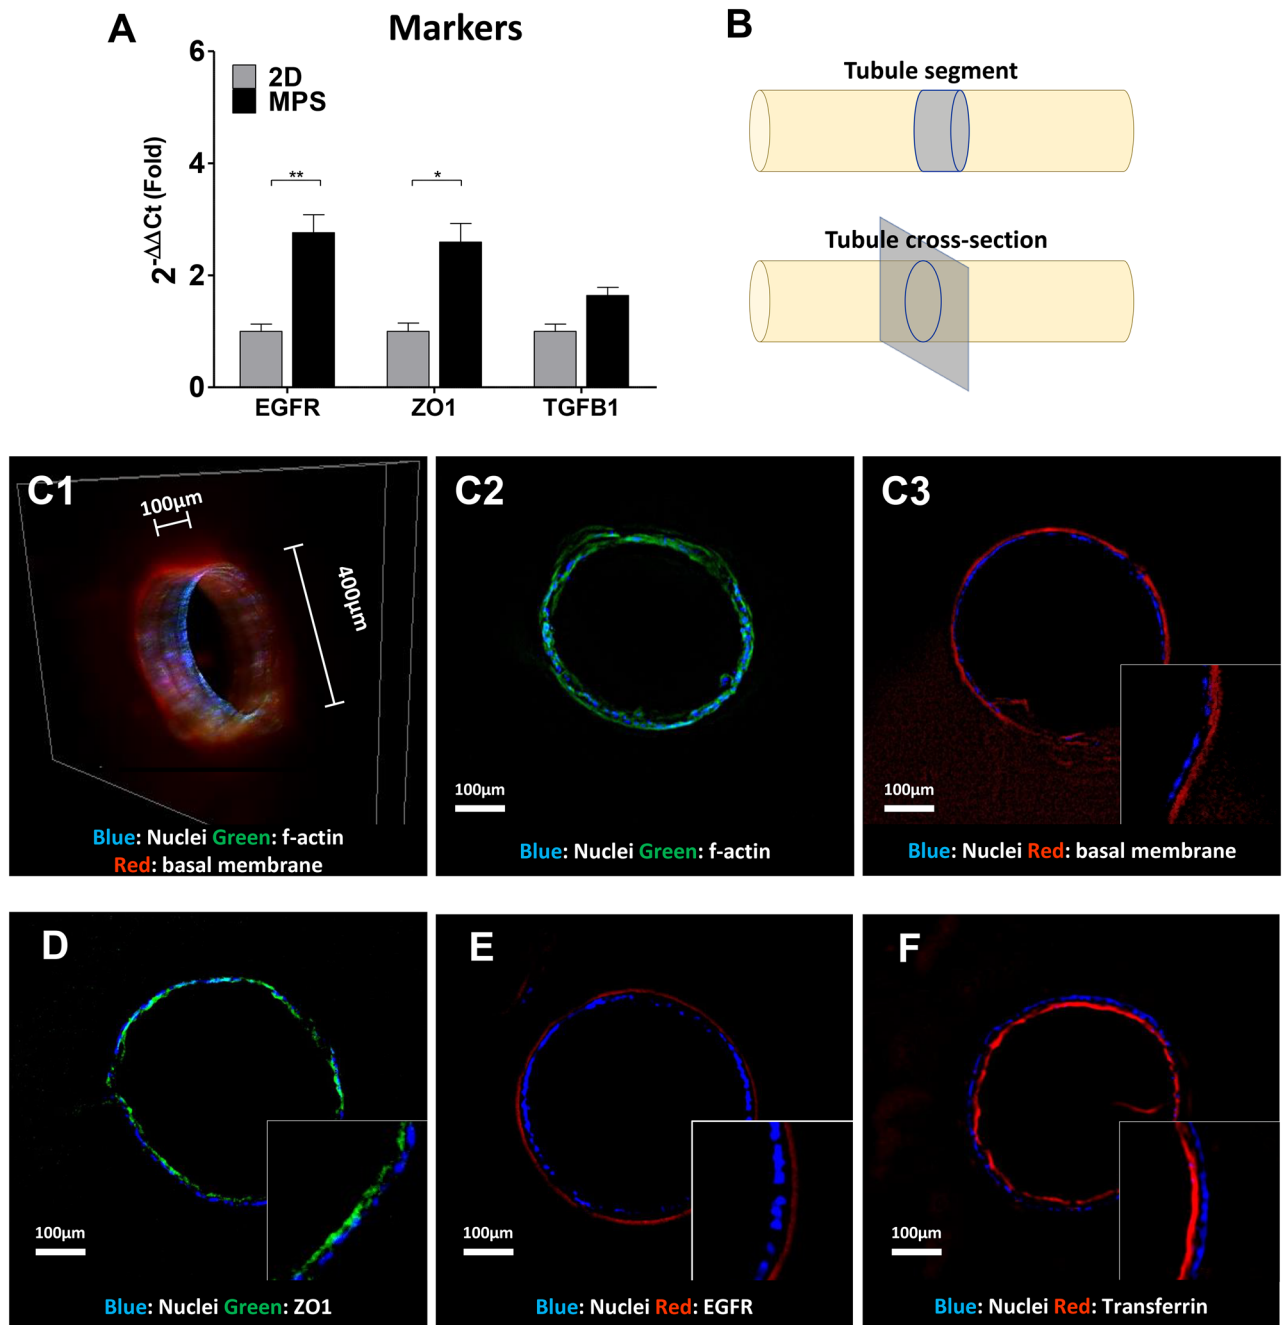 A
Markers
6
4
2
0
2^-ΔΔCt (Fold)
2D
MPS
**
*
EGFR
ZO1
TGFB1
B
Tubule segment
Tubule cross-section
C1
100μm
400μm
Blue: Nuclei Green: f-actin
Red: basal membrane
C2
100μm
Blue: Nuclei Green: f-actin
C3
100μm
Blue: Nuclei Red: basal membrane
D
100μm
Blue: Nuclei Green: ZO1
E
100μm
Blue: Nuclei Red: EGFR
F
100μm
Blue: Nuclei Red: Transferrin